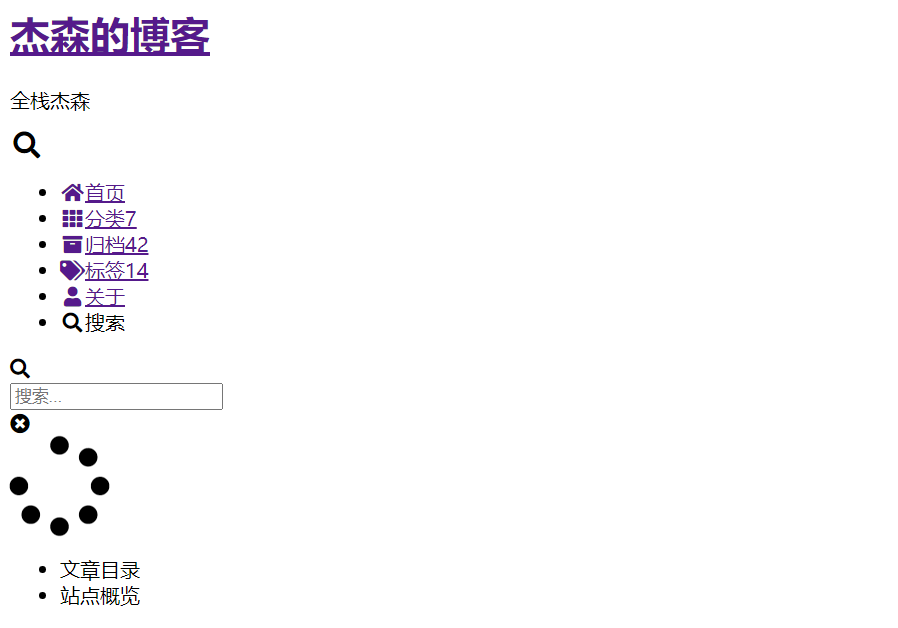 杰森的博客
全栈杰森
首页
分类7
归档42
标签14
关于
搜索
搜索...
文章目录
站点概览